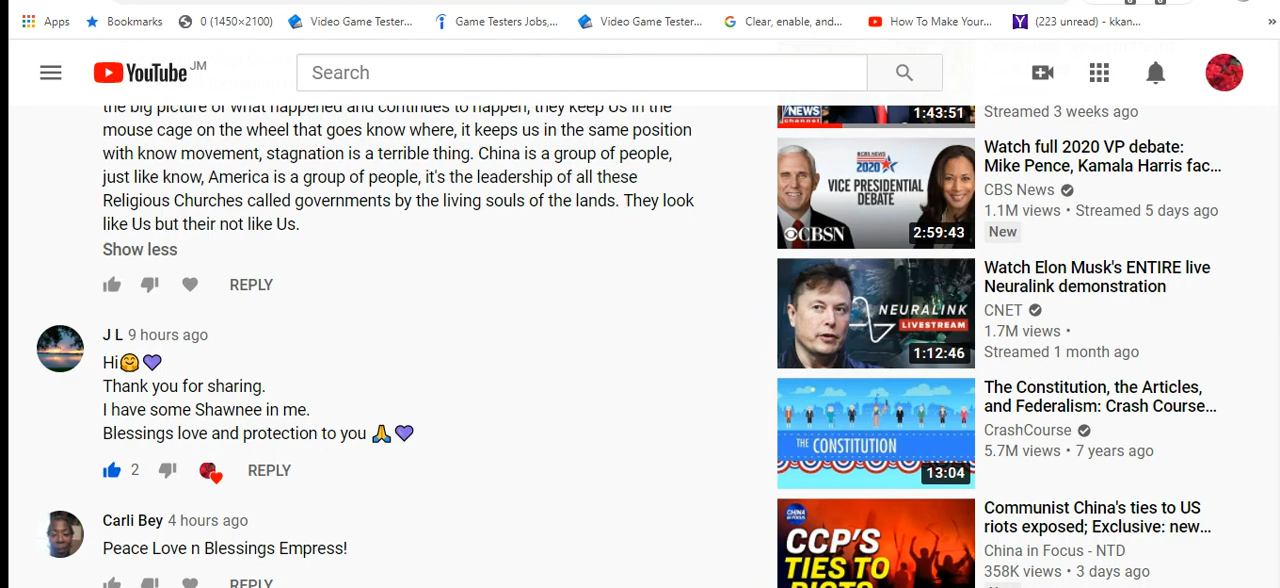 Apps
Bookmarks
0 (1450×2100)
Video Game Tester...
Game Testers Jobs,...
Video Game Tester...
Clear, enable, and...
How To Make Your...
(223 unread) - kkan...
»
YouTube JM
Search
the big picture of what happened and continues to happen, they keep Us in the
mouse cage on the wheel that goes know where, it keeps us in the same position
with know movement, stagnation is a terrible thing. China is a group of people,
just like know, America is a group of people, it's the leadership of all these
Religious Churches called governments by the living souls of the lands. They look
like Us but their not like Us.
Show less
REPLY
J L 9 hours ago
Hi🤗💜
Thank you for sharing.
I have some Shawnee in me.
Blessings love and protection to you 🙏💜
2
REPLY
Carli Bey 4 hours ago
Peace Love n Blessings Empress!
REPLY
NEWS
channel
1:43:51
Streamed 3 weeks ago
CBS NEWS
2020
VICE PRESIDENTIAL
DEBATE
CBSN
2:59:43
Watch full 2020 VP debate:
Mike Pence, Kamala Harris fac...
CBS News
1.1M views • Streamed 5 days ago
New
NEURALINK
LIVESTREAM
1:12:46
Watch Elon Musk's ENTIRE live
Neuralink demonstration
CNET
1.7M views •
Streamed 1 month ago
THE CONSTITUTION
13:04
The Constitution, the Articles,
and Federalism: Crash Course...
CrashCourse
5.7M views • 7 years ago
CHINA
IN FOCUS
CCP'S
TIES TO
RIOTS
Communist China's ties to US
riots exposed; Exclusive: new...
China in Focus - NTD
358K views • 3 days ago